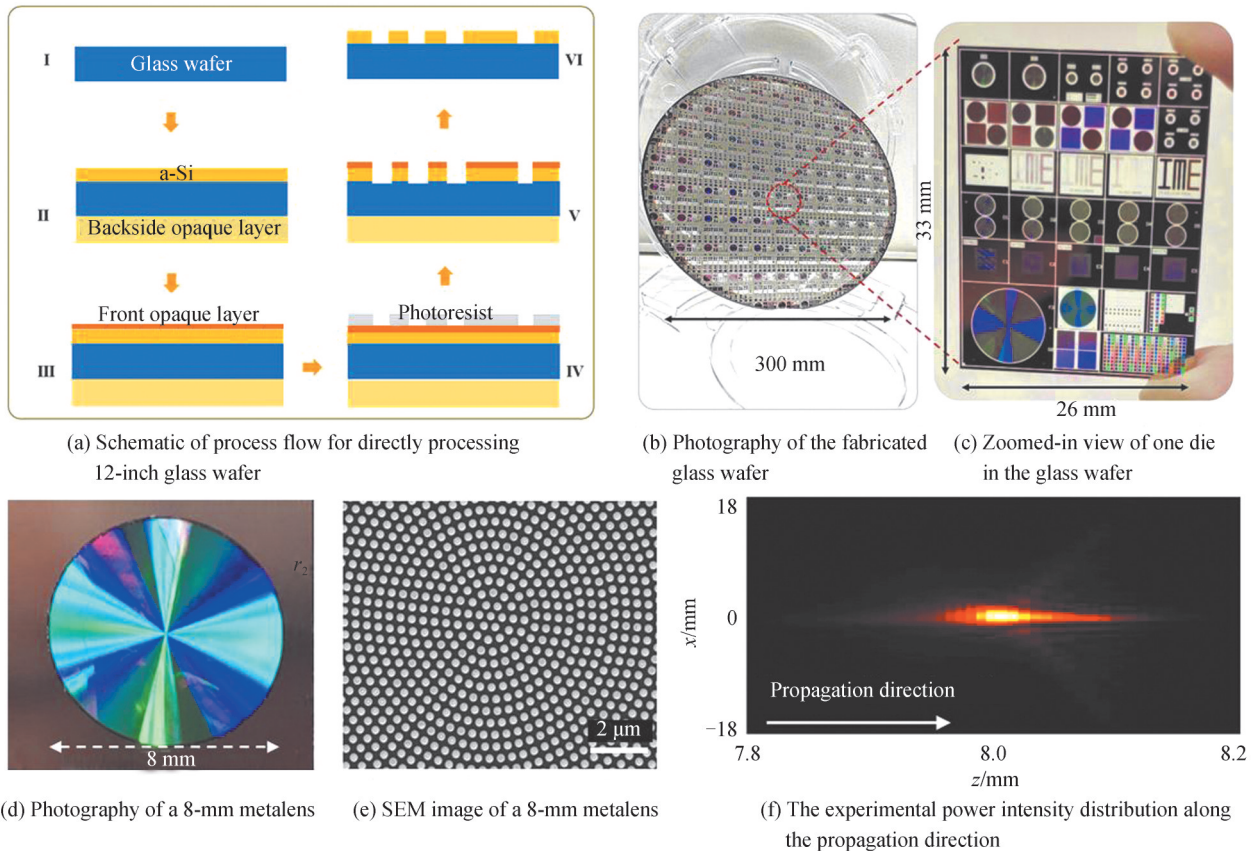 I
Glass wafer
VI
a-Si
II
Backside opaque layer
V
Front opaque layer
Photoresist
III
IV
(a) Schematic of process flow for directly processing
12-inch glass wafer
300 mm
(b) Photography of the fabricated
glass wafer
33 mm
IME
IME
I
IME
26 mm
(c) Zoomed-in view of one die
in the glass wafer
r2
8 mm
(d) Photography of a 8-mm metalens
2 μm
(e) SEM image of a 8-mm metalens
18
x/mm
0
Propagation direction
−18
7.8
8.0
8.2
z/mm
(f) The experimental power intensity distribution along
the propagation direction